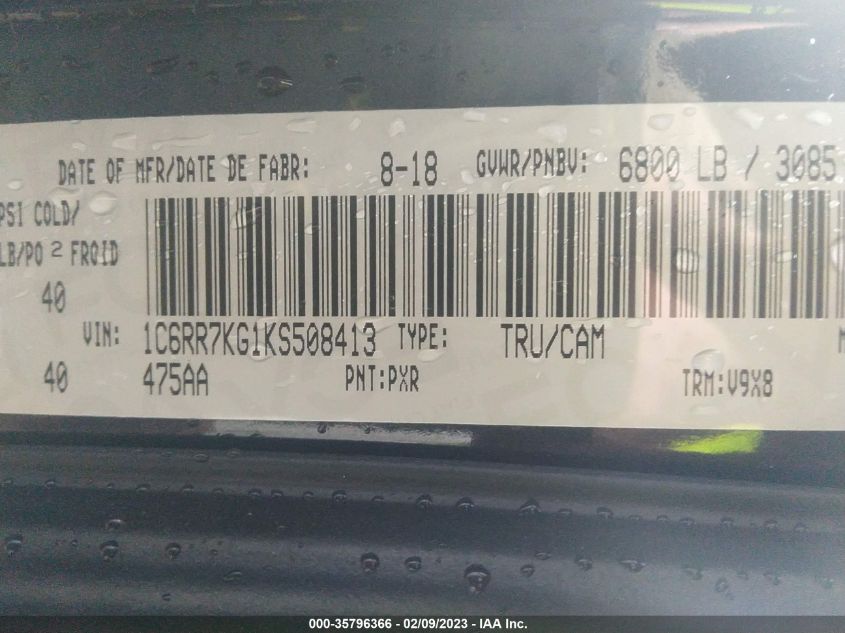 DATE OF MFR/DATE DE FABR: 8-18 GVWR/PNBV: 6800 LB / 3085
PSI COLD/
LB/PO 2 FROID
40
VIN: 1C6RR7KG1KS508413 TYPE: TRU/CAM
40 475AA PNT:PXR TRM:V9X8
000-35796366 - 02/09/2023 - IAA Inc.